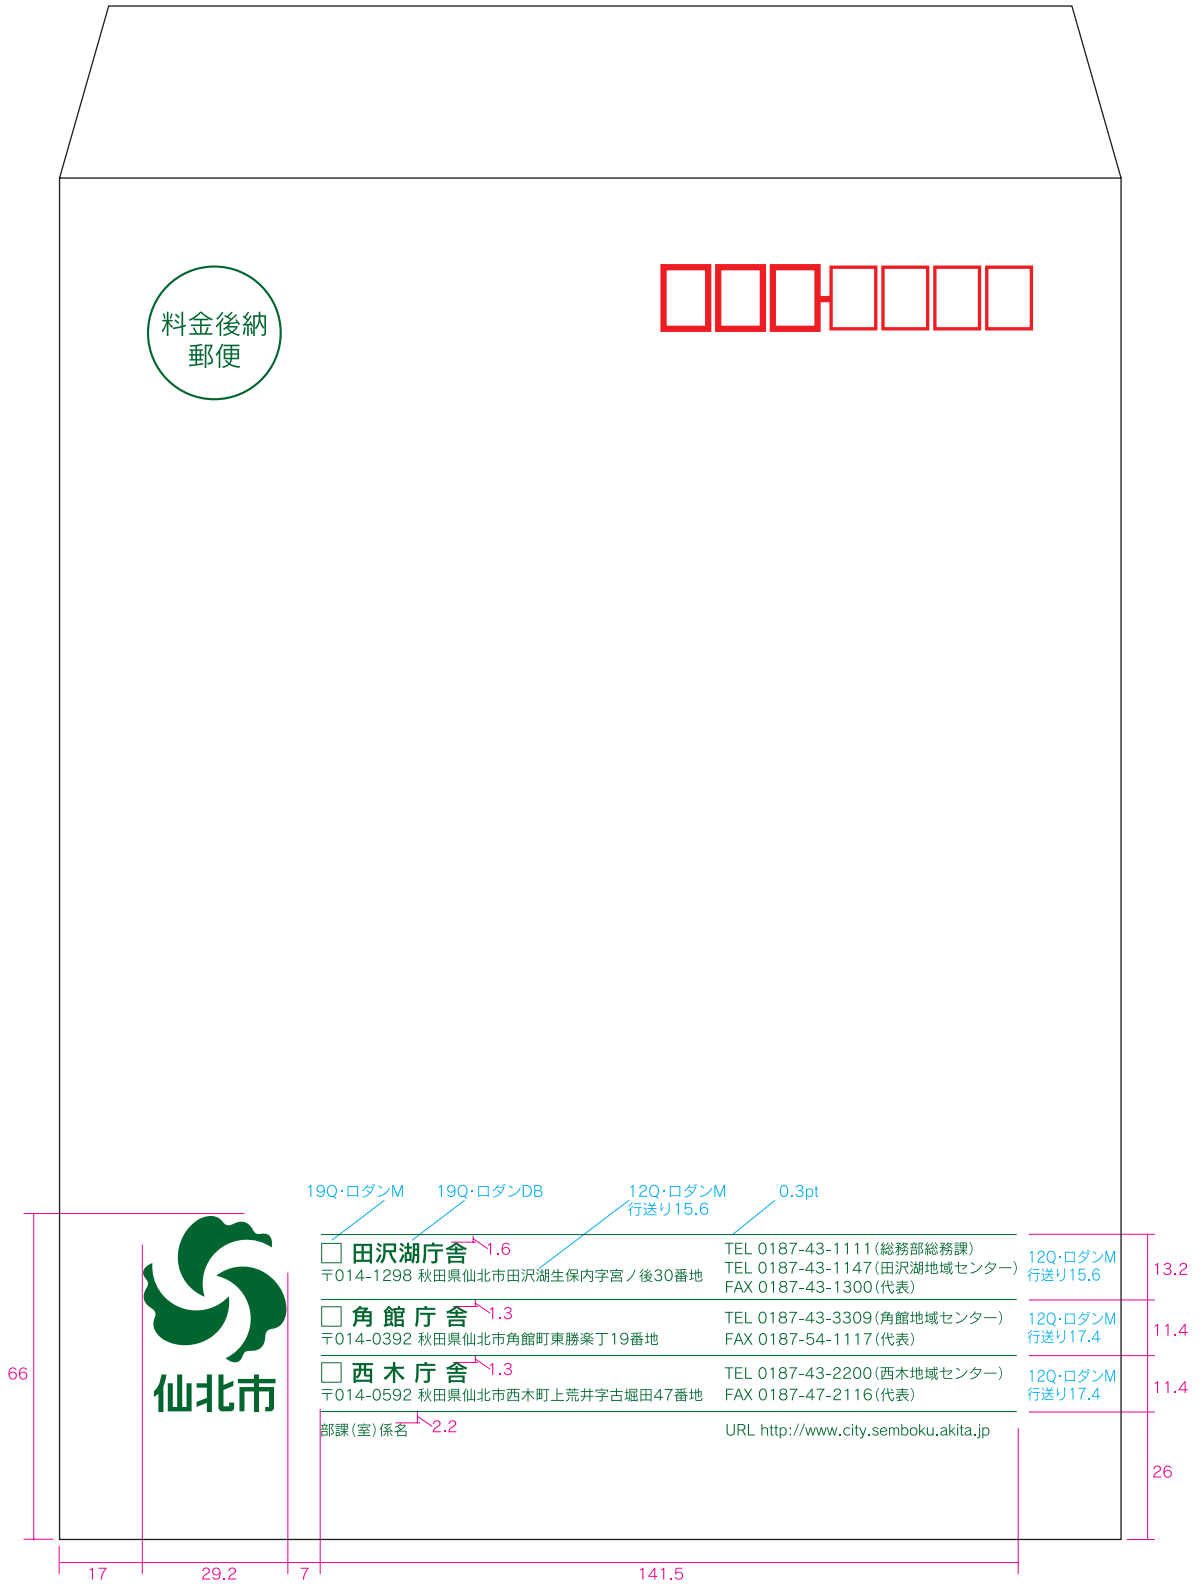 料金後納
郵便
19Q・ロダンM
19Q・ロダンDB
12Q・ロダンM
行送り15.6
0.3pt
田沢湖庁舎
1.6
〒014-1298 秋田県仙北市田沢湖生保内字宮ノ後30番地
TEL 0187-43-1111(総務部総務課)
TEL 0187-43-1147(田沢湖地域センター)
FAX 0187-43-1300(代表)
12Q・ロダンM
行送り15.6
13.2
角館庁舎
1.3
〒014-0392 秋田県仙北市角館町東勝楽丁19番地
TEL 0187-43-3309(角館地域センター)
FAX 0187-54-1117(代表)
12Q・ロダンM
行送り17.4
11.4
西木庁舎
1.3
〒014-0592 秋田県仙北市西木町上荒井字古堀田47番地
TEL 0187-43-2200(西木地域センター)
FAX 0187-47-2116(代表)
12Q・ロダンM
行送り17.4
11.4
66
仙北市
部課(室)係名
2.2
URL http://www.city.semboku.akita.jp
26
17
29.2
7
141.5